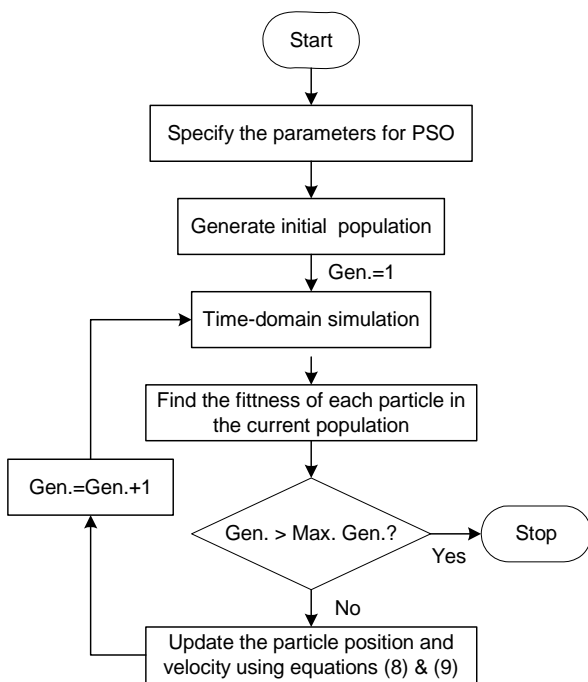 Start
Specify the parameters for PSO
Generate initial population
Gen.=1
Time-domain simulation
Find the fittness of each particle in
the current population
Gen.=Gen.+1
Gen. > Max. Gen.?
Yes
Stop
No
Update the particle position and
velocity using equations (8) & (9)